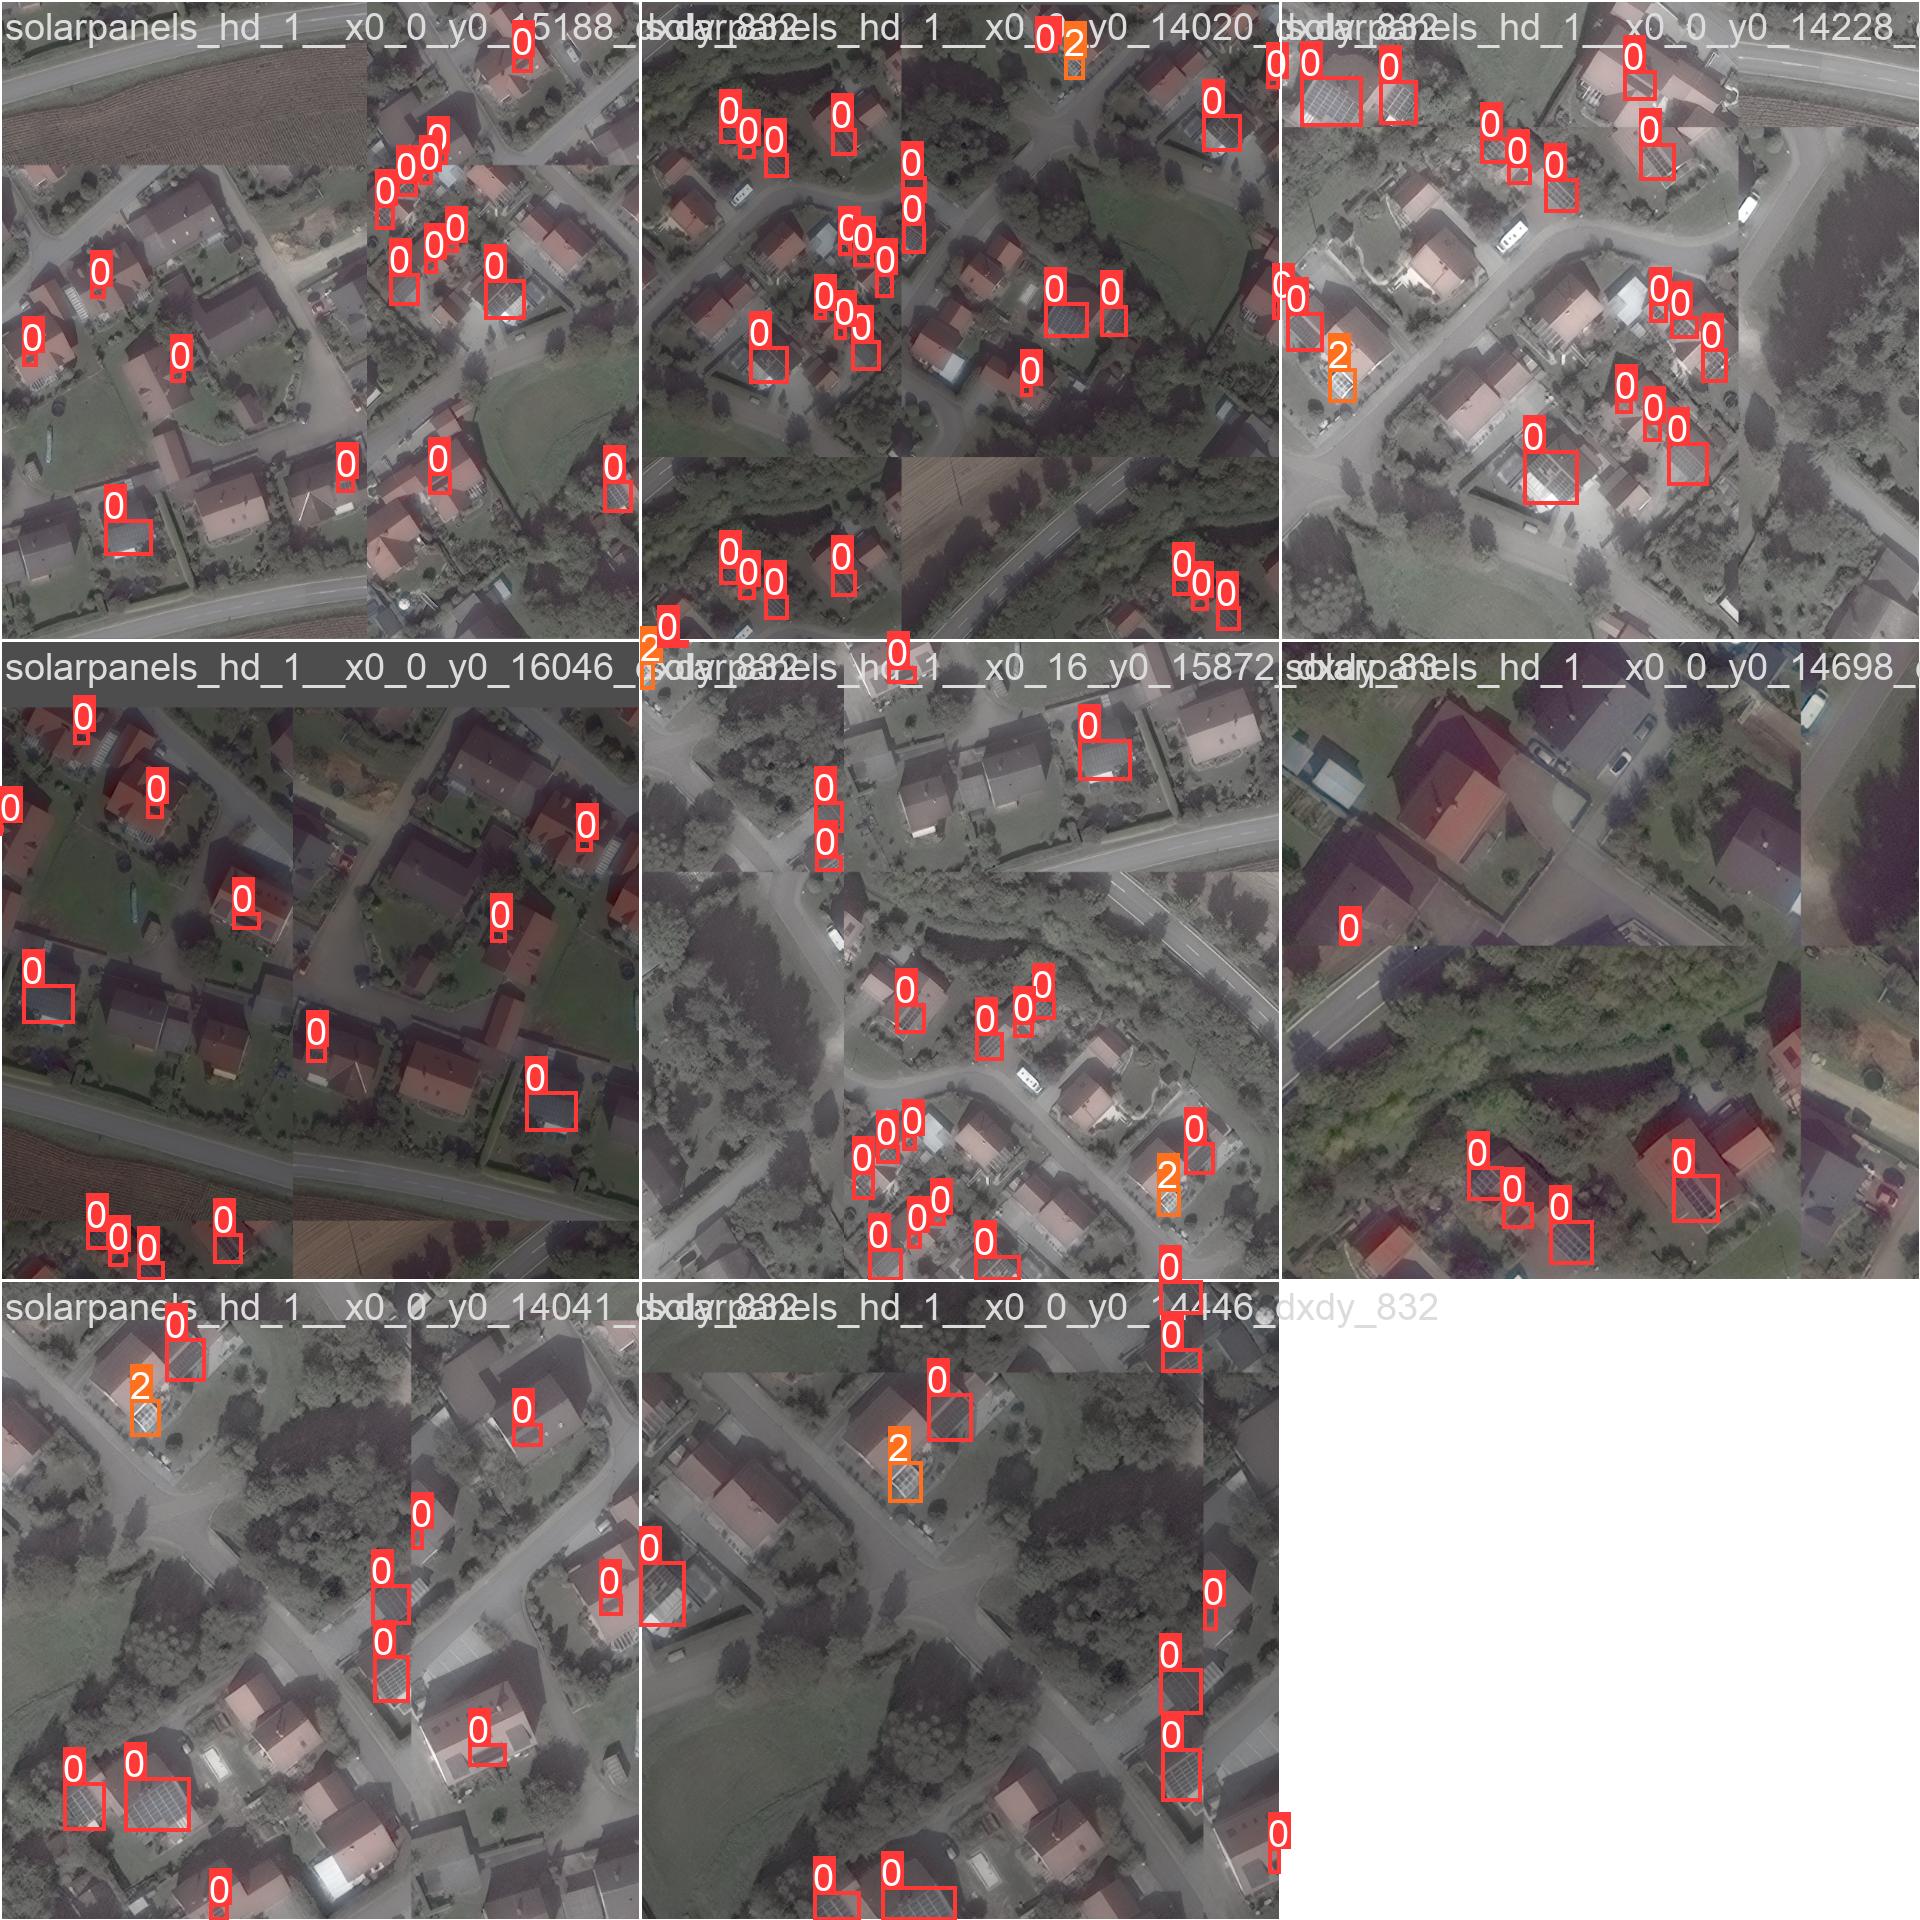 solarpanels_hd_1__x0_0_y0_15188_dxdy_832
solarpanels_hd_1__x0_0_y0_14020_dxdy_832
solarpanels_hd_1__x0_0_y0_14228_
solarpanels_hd_1__x0_0_y0_16046_dxdy_832
solarpanels_hd_1__x0_16_y0_15872_dxdy_83
solarpanels_hd_1__x0_0_y0_14698_
solarpanels_hd_1__x0_0_y0_14041_dxdy_832
solarpanels_hd_1__x0_0_y0_14446_dxdy_832